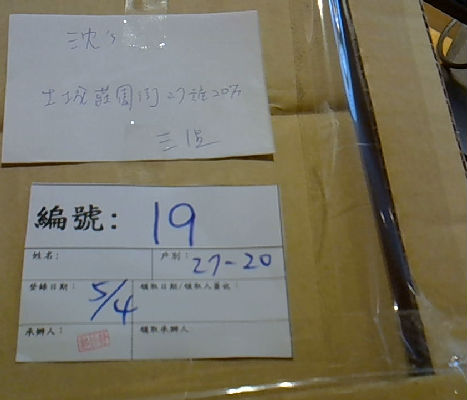 沈's
土城莊園街27號20號
三區
編號: 19
姓名:
戶別: 27-20
登錄日期: 5/4
領取日期/領取人簽收:
承辦人:
領取承辦人